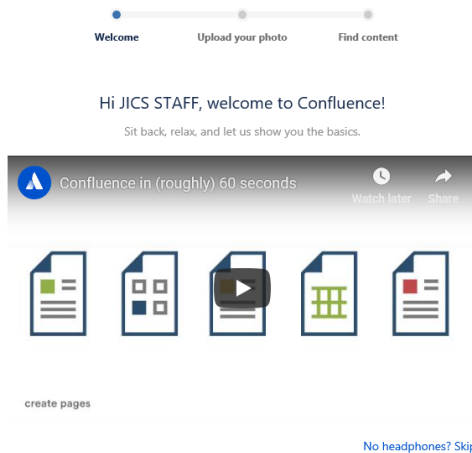 Welcome Upload your photo Find content
Hi JICS STAFF, welcome to Confluence!
Sit back, relax, and let us show you the basics.
Confluence in (roughly) 60 seconds
Watch later Share
create pages
No headphones? Skip